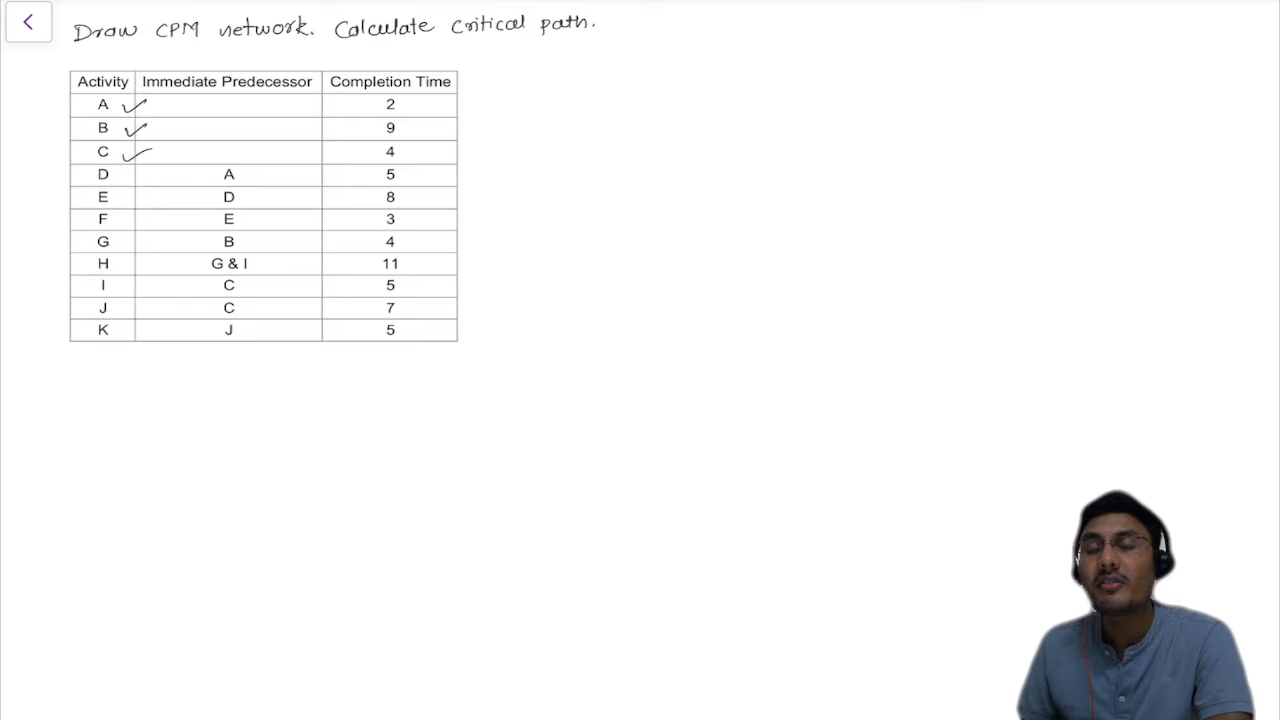 Draw CPM network. Calculate critical path.
Activity Immediate Predecessor Completion Time
A 2
B 9
C 4
D A 5
E D 8
F E 3
G B 4
H G & I 11
I C 5
J C 7
K J 5